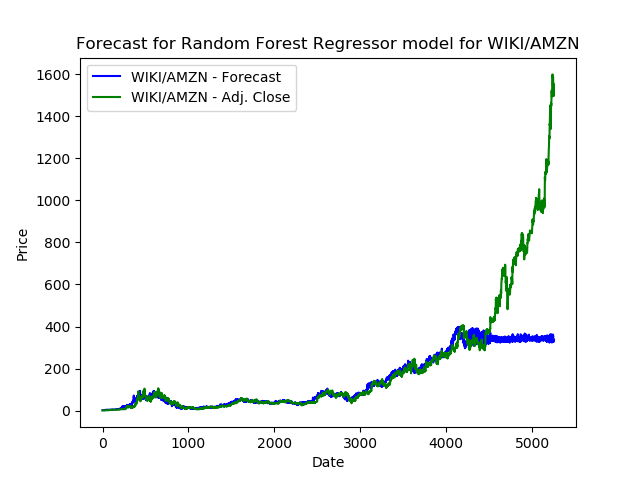 Forecast for Random Forest Regressor model for WIKI/AMZN
WIKI/AMZN - Forecast
WIKI/AMZN - Adj. Close
1600
1400
1200
1000
800
600
400
200
0
Price
0 1000 2000 3000 4000 5000
Date